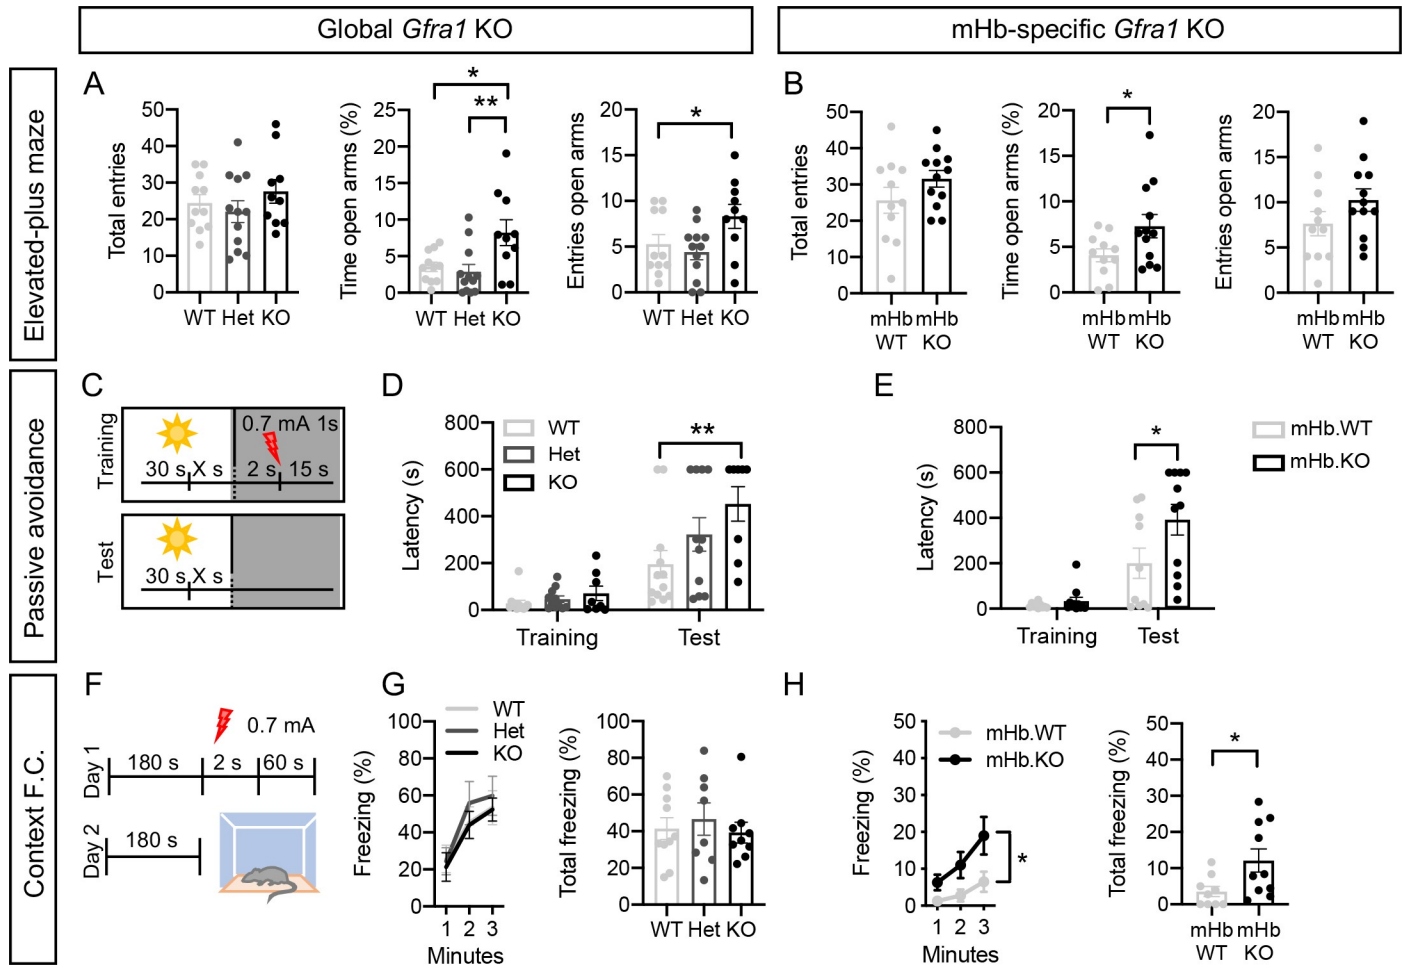 Global Gfra1 KO
mHb-specific Gfra1 KO
Elevated-plus maze
A
Total entries
50
40
30
20
10
0
WT Het KO
Time open arms (%)
25
20
15
10
5
0
*
**
WT Het KO
Entries open arms
20
15
10
5
0
*
WT Het KO
B
Total entries
50
40
30
20
10
0
mHb mHb
WT KO
Time open arms (%)
20
15
10
5
0
*
mHb mHb
WT KO
Entries open arms
20
15
10
5
0
mHb mHb
WT KO
Passive avoidance
C
Training
0.7 mA 1s
30 s X s 2 s 15 s
Test
30 s X s
D
Latency (s)
800
600
400
200
0
WT
Het
KO
**
Training Test
E
Latency (s)
800
600
400
200
0
*
mHb.WT
mHb.KO
Training Test
Context F.C.
F
0.7 mA
Day 1
180 s 2 s 60 s
Day 2
180 s
G
Freezing (%)
100
80
60
40
20
0
WT
Het
KO
1 2 3
Minutes
Total freezing (%)
100
80
60
40
20
0
WT Het KO
H
Freezing (%)
50
40
30
20
10
0
mHb.WT
mHb.KO
*
1 2 3
Minutes
Total freezing (%)
50
40
30
20
10
0
*
mHb mHb
WT KO